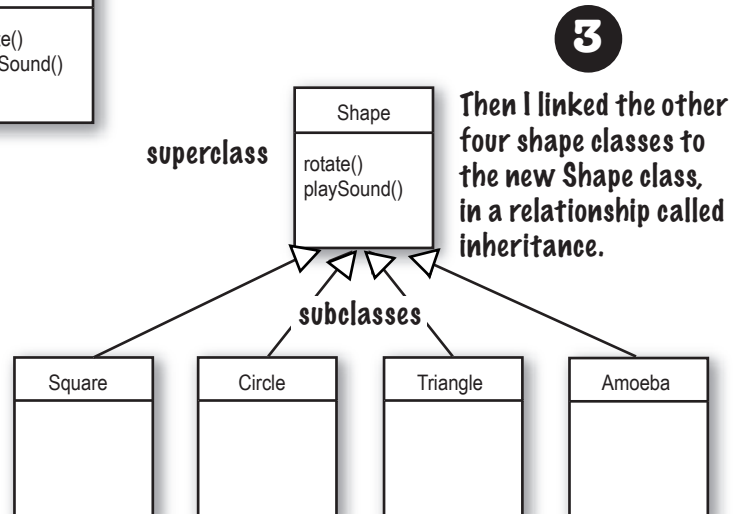 Sound()
3
Then I linked the other
four shape classes to
the new Shape class,
in a relationship called
inheritance.
superclass
Shape
rotate()
playSound()
subclasses
Square
Circle
Triangle
Amoeba